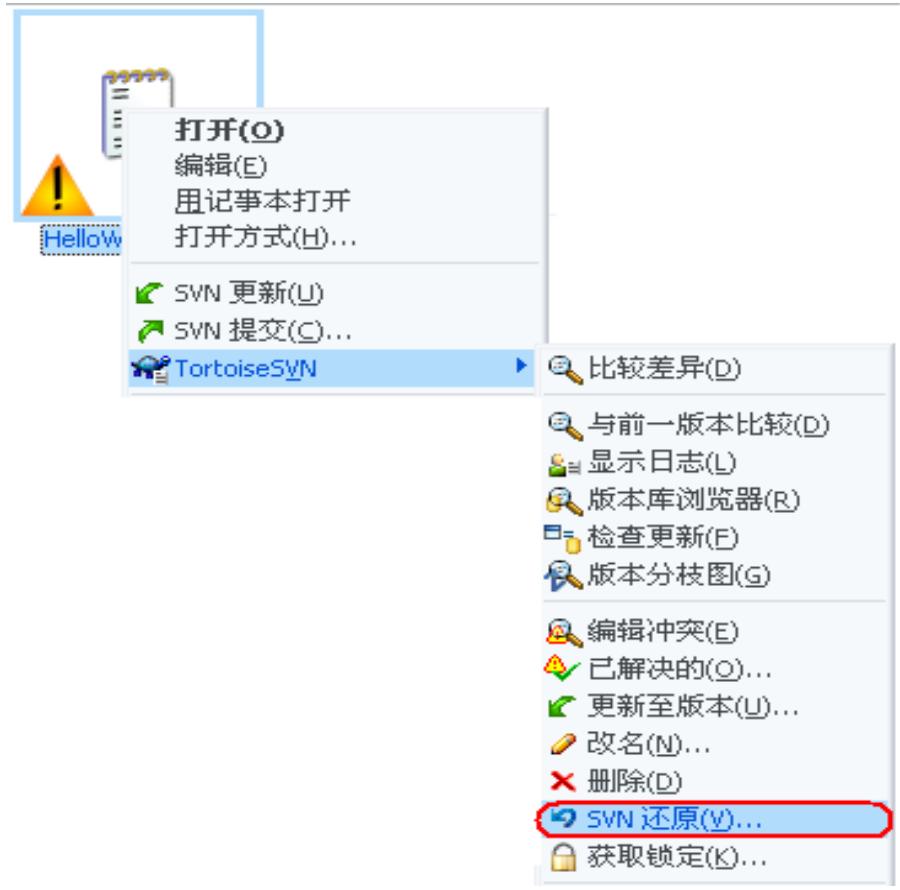 打开(O)
编辑(E)
用记事本打开
打开方式(H)...
HelloW
SVN 更新(U)
SVN 提交(C)...
TortoiseSVN
比较差异(D)
与前一版本比较(D)
显示日志(L)
版本库浏览器(R)
检查更新(F)
版本分枝图(G)
编辑冲突(E)
已解决的(O)...
更新至版本(U)...
改名(N)...
删除(D)
SVN 还原(V)...
获取锁定(K)...